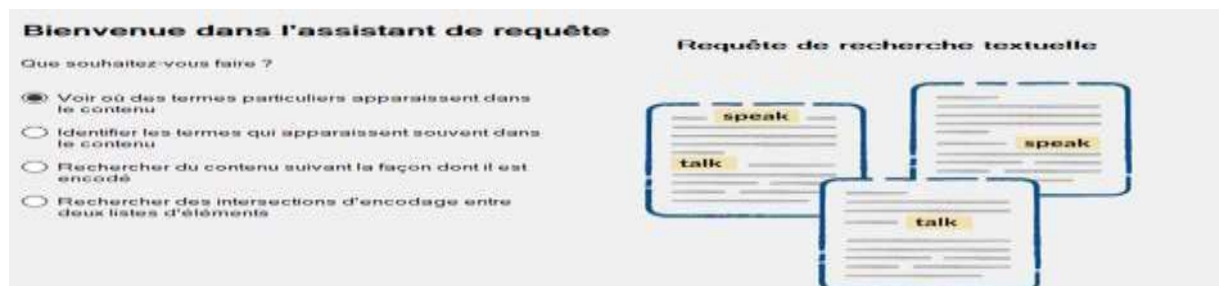 Bienvenue dans l'assistant de requête
Que souhaitez-vous faire ?
Voir où des termes particuliers apparaissent dans
le contenu
Identifier les termes qui apparaissent souvent dans
le contenu
Rechercher du contenu suivant la façon dont il est
encodé
Rechercher des intersections d'encodage entre
deux listes d'éléments
Requête de recherche textuelle
speak
talk
speak
talk